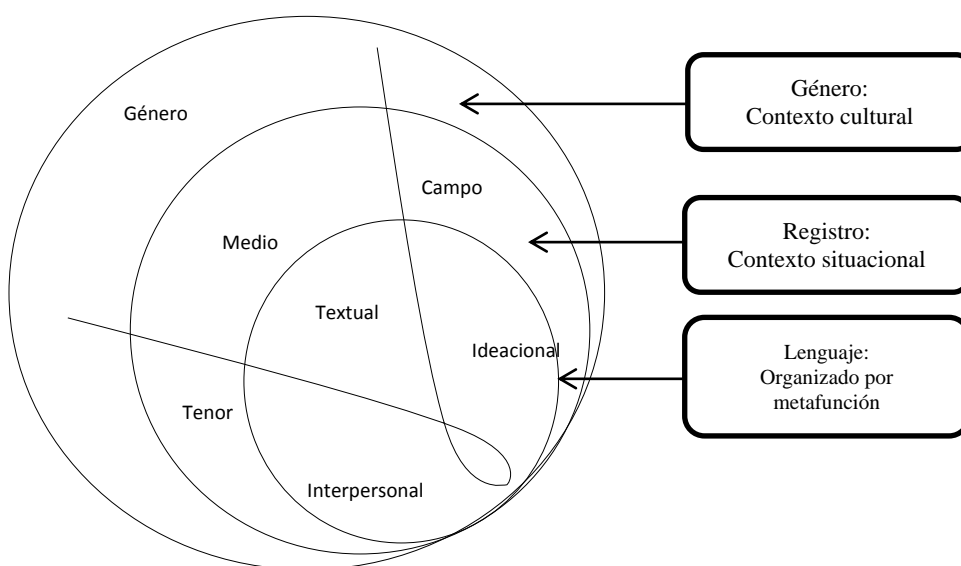 Género
Campo
Medio
Textual
Ideacional
Tenor
Interpersonal
Género:
Contexto cultural
Registro:
Contexto situacional
Lenguaje:
Organizado por
metafunción